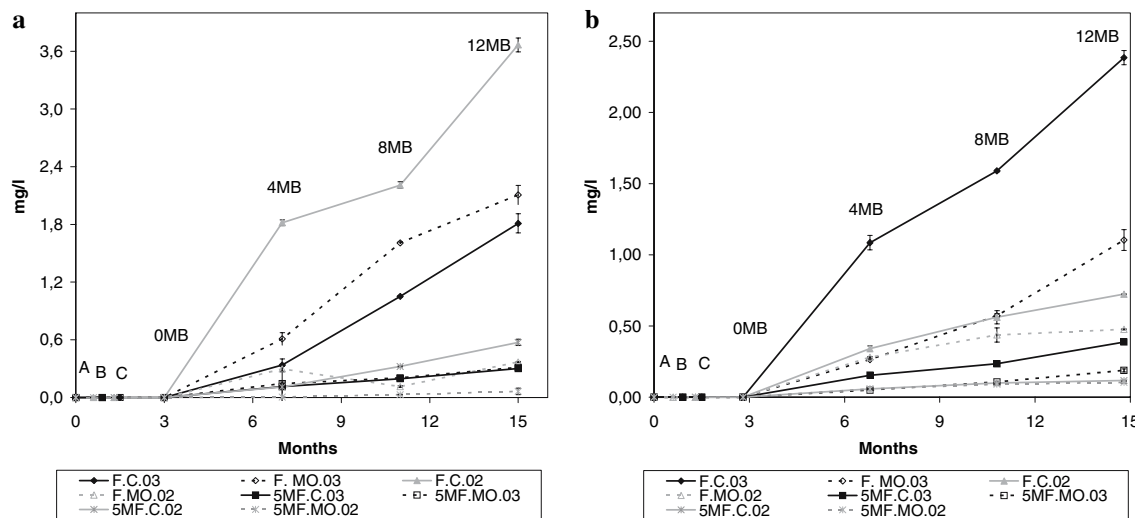 a
b
mg/l
3,6
3,0
2,4
1,8
1,2
0,6
0,0
A
B
C
0MB
4MB
8MB
12MB
0 3 6 9 12 15
Months
F.C.03 F. MO.03 F.C.02
F.MO.02 5MF.C.03 5MF.MO.03
5MF.C.02 5MF.MO.02
mg/l
2,50
2,00
1,50
1,00
0,50
0,00
A
B
C
0MB
4MB
8MB
12MB
0 3 6 9 12 15
Months
F.C.03 F. MO.03 F.C.02
F.MO.02 5MF.C.03 5MF.MO.03
5MF.C.02 5MF.MO.02